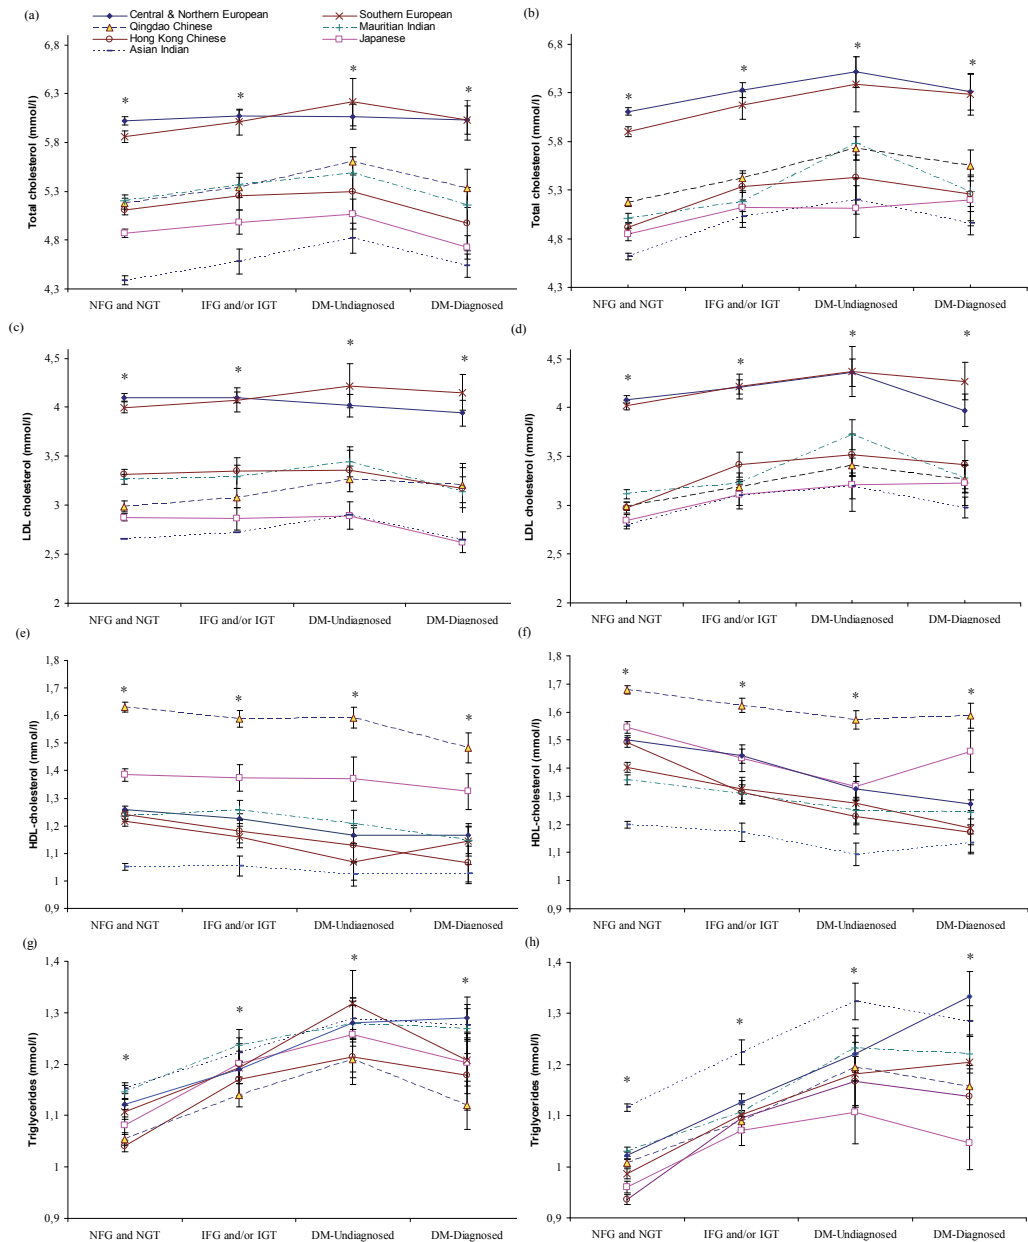 (a)
Central & Northern European
Southern European
Qingdao Chinese
Mauritian Indian
Hong Kong Chinese
Japanese
Asian Indian
Total cholesterol (mmol/l)
6,8
6,3
5,8
5,3
4,8
4,3
* * * *
NFG and NGT IFG and/or IGT DM-Undiagnosed DM-Diagnosed
(b)
Total cholesterol (mmol/l)
6,8
6,3
5,8
5,3
4,8
4,3
* * * *
NFG and NGT IFG and/or IGT DM-Undiagnosed DM-Diagnosed
(c)
LDL cholesterol (mmol/l)
4,5
4
3,5
3
2,5
2
* * * *
NFG and NGT IFG and/or IGT DM-Undiagnosed DM-Diagnosed
(d)
LDL cholesterol (mmol/l)
4,5
4
3,5
3
2,5
2
* * * *
NFG and NGT IFG and/or IGT DM-Undiagnosed DM-Diagnosed
(e)
HDL-cholesterol (mmol/l)
1,8
1,7
1,6
1,5
1,4
1,3
1,2
1,1
1
0,9
* * * *
NFG and NGT IFG and/or IGT DM-Undiagnosed DM-Diagnosed
(f)
HDL-cholesterol (mmol/l)
1,8
1,7
1,6
1,5
1,4
1,3
1,2
1,1
1
0,9
* * * *
NFG and NGT IFG and/or IGT DM-Undiagnosed DM-Diagnosed
(g)
Triglycerides (mmol/l)
1,4
1,3
1,2
1,1
1
0,9
* * * *
NFG and NGT IFG and/or IGT DM-Undiagnosed DM-Diagnosed
(h)
Triglycerides (mmol/l)
1,4
1,3
1,2
1,1
1
0,9
* * * *
NFG and NGT IFG and/or IGT DM-Undiagnosed DM-Diagnosed